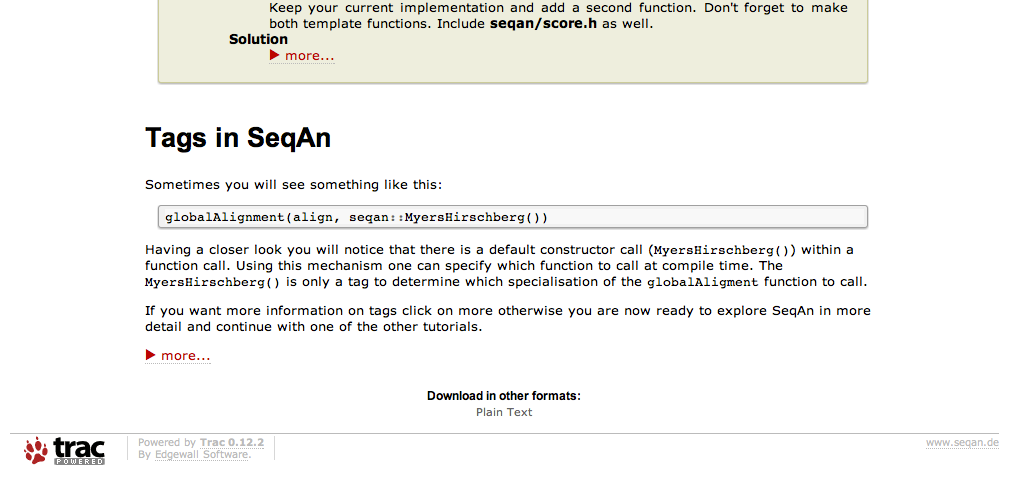 Keep your current implementation and add a second function. Don't forget to make
both template functions. Include seqan/score.h as well.
Solution
more...
Tags in SeqAn
Sometimes you will see something like this:
globalAlignment(align, seqan::MyersHirschberg())
Having a closer look you will notice that there is a default constructor call (MyersHirschberg()) within a
function call. Using this mechanism one can specify which function to call at compile time. The
MyersHirschberg() is only a tag to determine which specialisation of the globalAligment function to call.
If you want more information on tags click on more otherwise you are now ready to explore SeqAn in more
detail and continue with one of the other tutorials.
more...
Download in other formats:
Plain Text
trac
POWERED
Powered by Trac 0.12.2
By Edgewall Software.
www.seqan.de